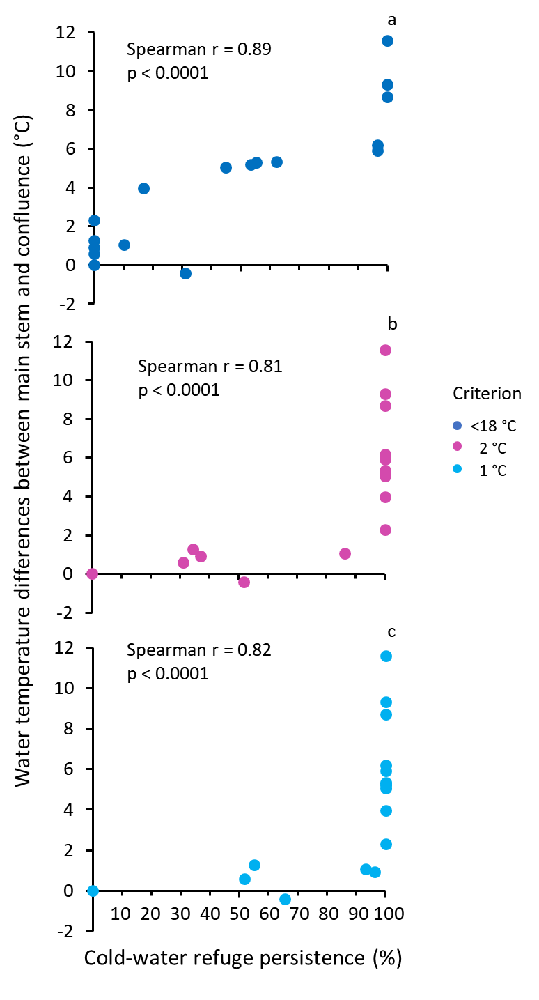 a
12
Spearman r = 0.89
p < 0.0001
10
8
6
4
2
0
-2
b
12
Spearman r = 0.81
p < 0.0001
10
8
6
4
2
0
-2
Criterion
<18 °C
2 °C
1 °C
c
12
Spearman r = 0.82
p < 0.0001
10
8
6
4
2
0
-2
10 20 30 40 50 60 70 80 90 100
Cold-water refuge persistence (%)
Water temperature differences between main stem and confluence (°C)